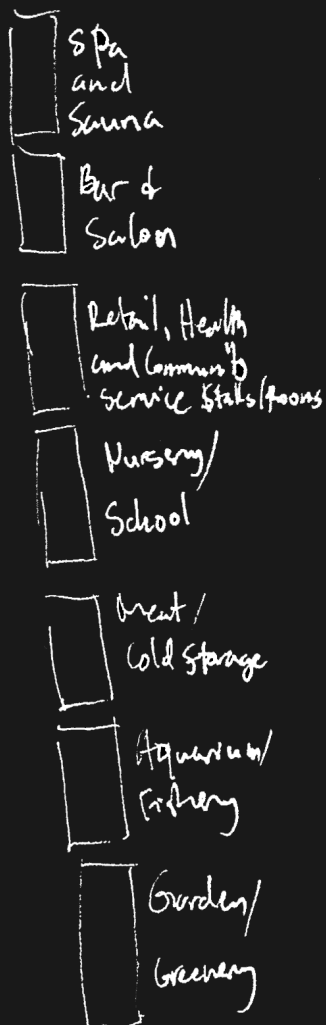 Spa
and
Sauna
Bar &
Saloon
Retail, Health
and Community
service Stalls/Rooms
Nursery/
School
Meat/
Cold Storage
Aquarium/
Fishery
Garden/
Greenery